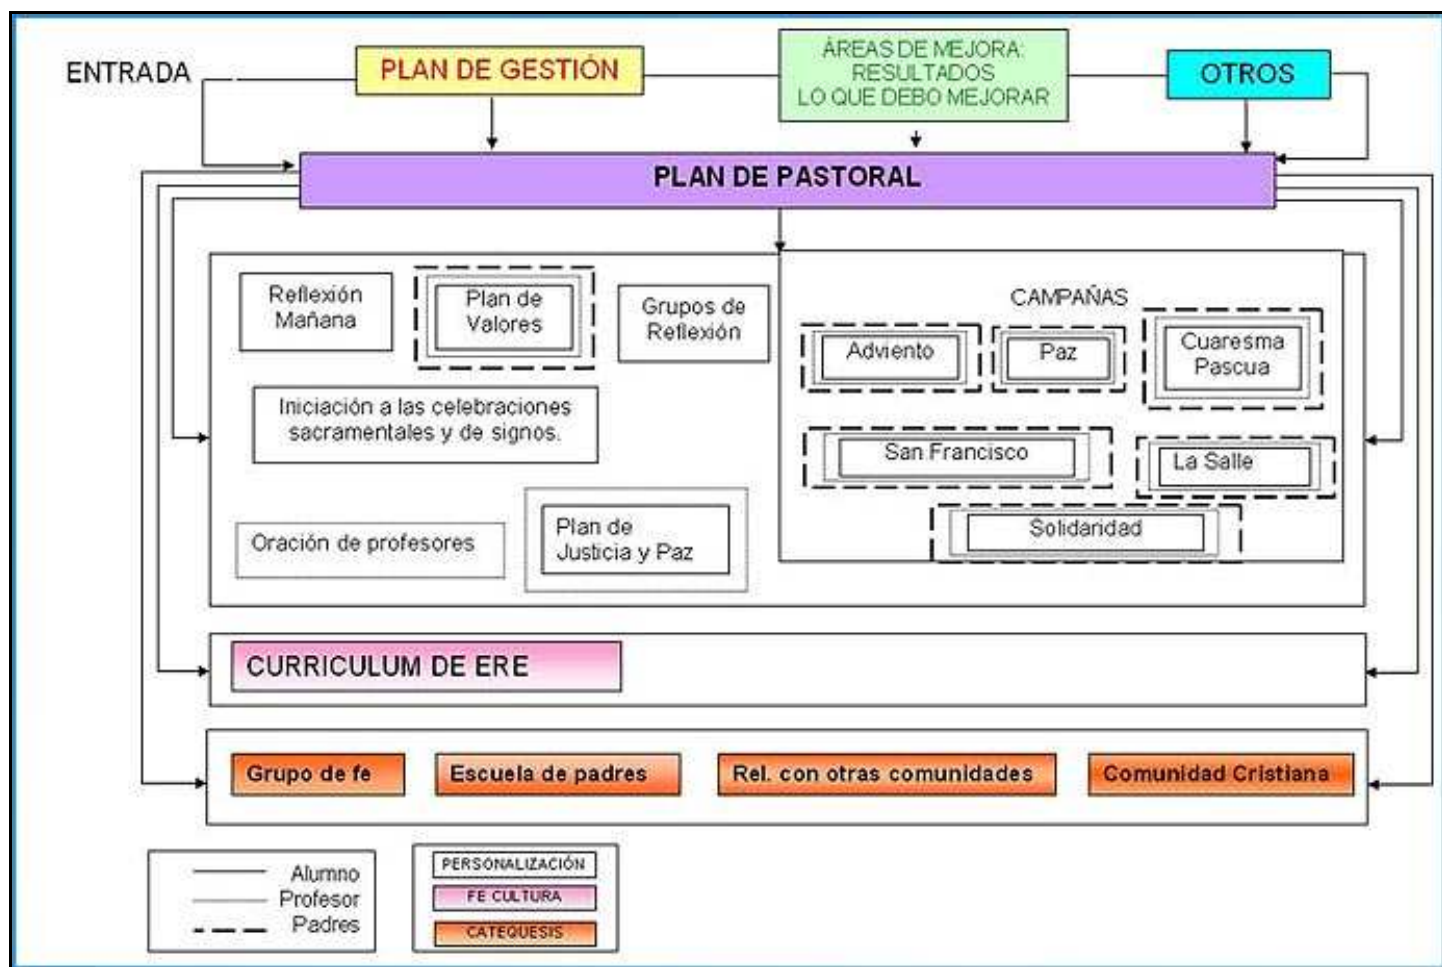 ENTRADA
PLAN DE GESTIÓN
ÁREAS DE MEJORA:
RESULTADOS
LO QUE DEBO MEJORAR
OTROS
PLAN DE PASTORAL
Reflexión
Mañana
Plan de
Valores
Grupos de
Reflexión
Iniciación a las celebraciones
sacramentales y de signos.
Oración de profesores
Plan de
Justicia y Paz
CAMPAÑAS
Adviento
Paz
Cuaresma
Pascua
San Francisco
La Salle
Solidaridad
CURRICULUM DE ERE
Grupo de fe
Escuela de padres
Rel. con otras comunidades
Comunidad Cristiana
Alumno
Profesor
Padres
PERSONALIZACIÓN
FE CULTURA
CATEQUESIS